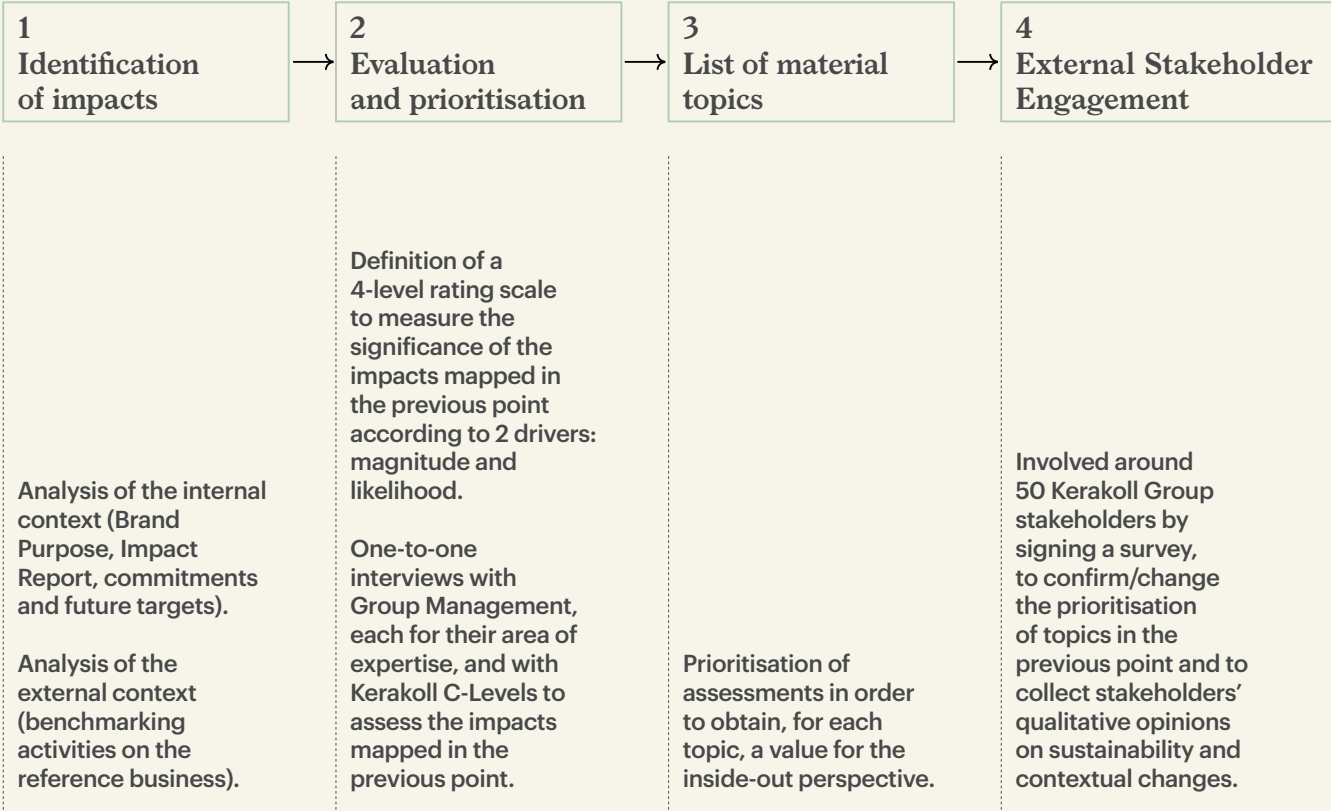 1
Identification
of impacts
Analysis of the internal
context (Brand
Purpose, Impact
Report, commitments
and future targets).
Analysis of the
external context
(benchmarking
activities on the
reference business).
2
Evaluation
and prioritisation
Definition of a
4-level rating scale
to measure the
significance of the
impacts mapped in
the previous point
according to 2 drivers:
magnitude and
likelihood.
One-to-one
interviews with
Group Management,
each for their area of
expertise, and with
Kerakoll C-Levels to
assess the impacts
mapped in the
previous point.
3
List of material
topics
Prioritisation of
assessments in order
to obtain, for each
topic, a value for the
inside-out perspective.
4
External Stakeholder
Engagement
Involved around
50 Kerakoll Group
stakeholders by
signing a survey,
to confirm/change
the prioritisation
of topics in the
previous point and to
collect stakeholders’
qualitative opinions
on sustainability and
contextual changes.